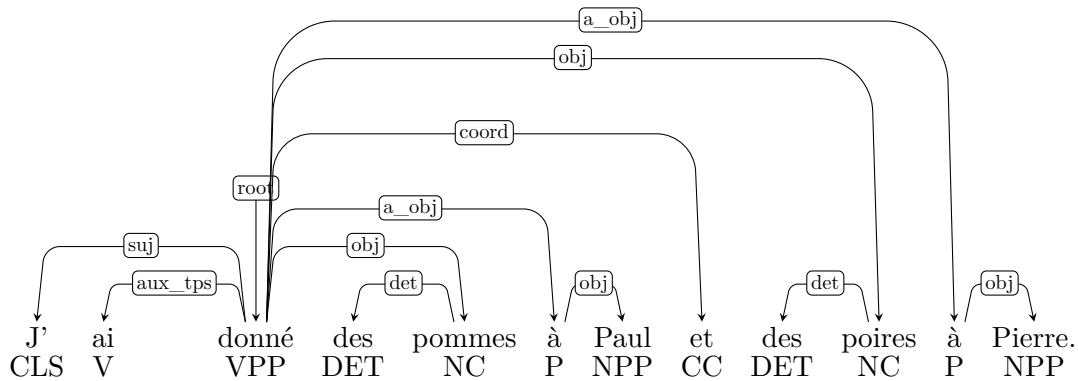 a_obj
obj
coord
root
a_obj
suj obj
aux_tps det obj det obj
J' ai donné des pommes à Paul et des poires à Pierre.
CLS V VPP DET NC P NPP CC DET NC P NPP